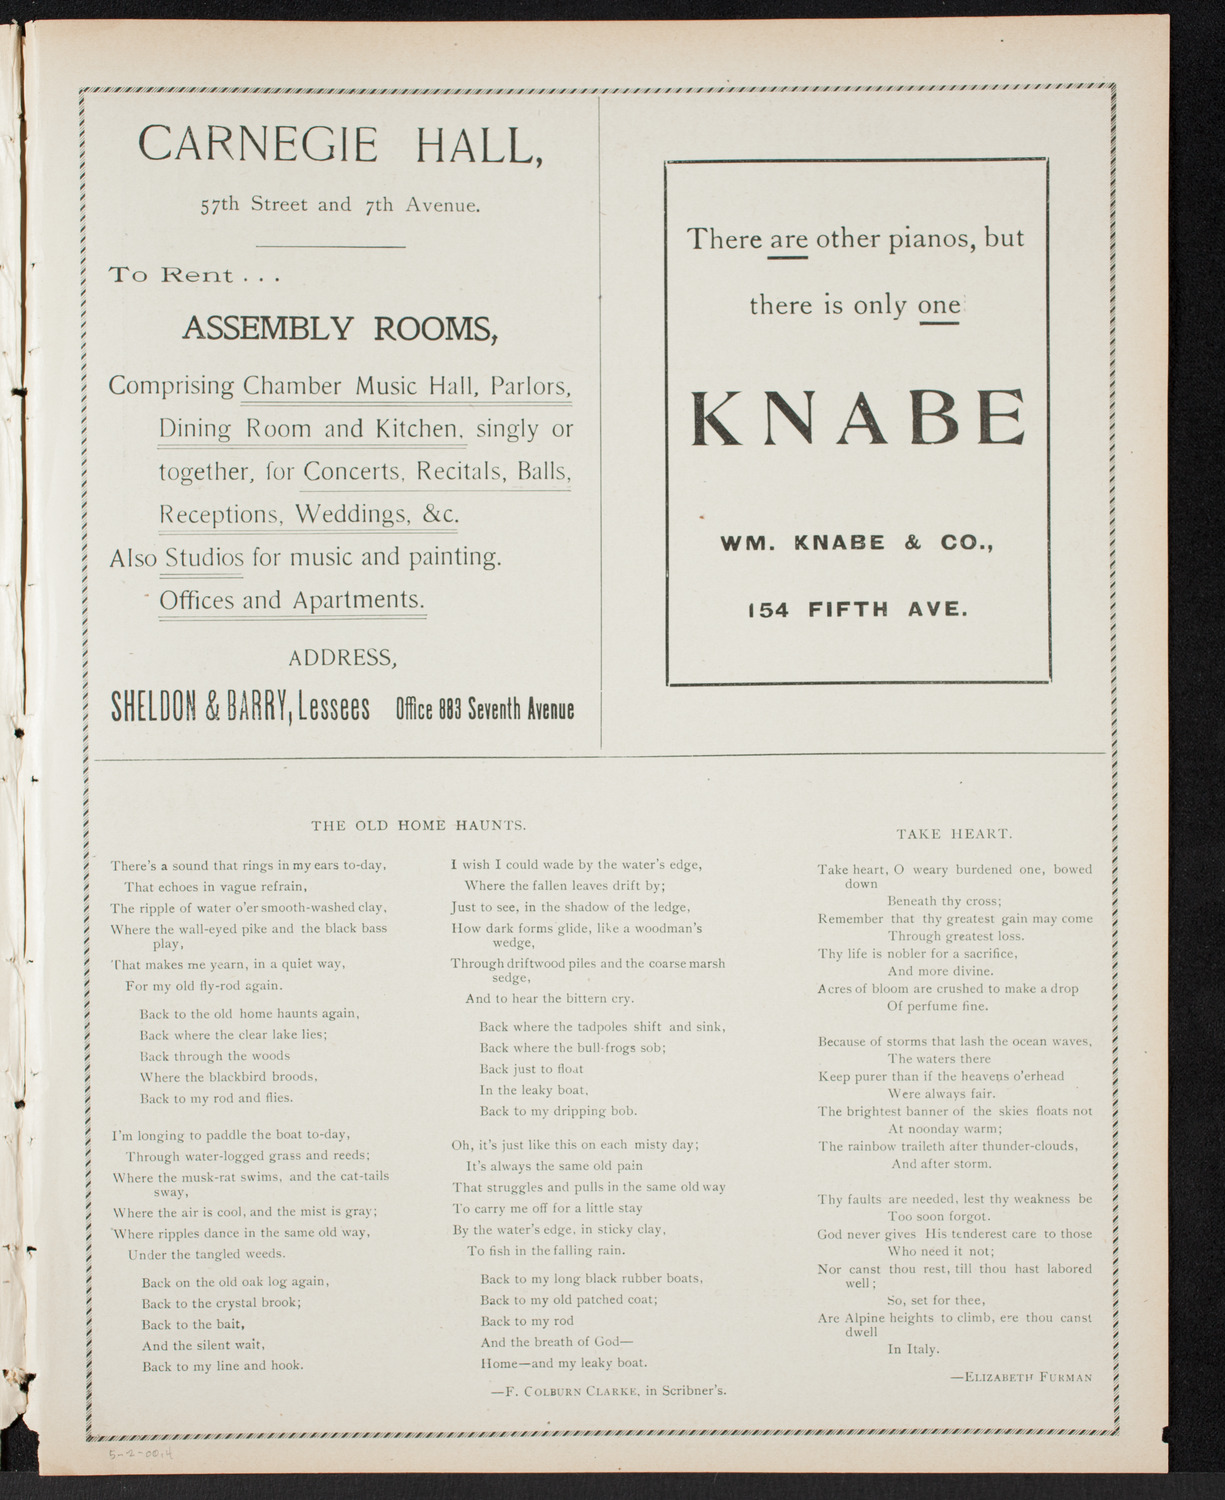 CARNEGIE HALL,
57th Street and 7th Avenue.
To Rent . . .
ASSEMBLY ROOMS,
Comprising Chamber Music Hall, Parlors,
Dining Room and Kitchen, singly or
together, for Concerts, Recitals, Balls,
Receptions, Weddings, &c.
Also Studios for music and painting.
Offices and Apartments.
ADDRESS,
SHELDON & BARRY, Lessees Office 883 Seventh Avenue
There are other pianos, but
there is only one
KNABE
WM. KNABE & CO.,
154 FIFTH AVE.
THE OLD HOME HAUNTS.
There's a sound that rings in my ears to-day,
That echoes in vague refrain,
The ripple of water o'er smooth-washed clay,
Where the wall-eyed pike and the black bass
play,
That makes me yearn, in a quiet way,
For my old fly-rod again.
Back to the old home haunts again,
Back where the clear lake lies;
Back through the woods
Where the blackbird broods,
Back to my rod and flies.
I'm longing to paddle the boat to-day,
Through water-logged grass and reeds;
Where the musk-rat swims, and the cat-tails
sway,
Where the air is cool, and the mist is gray;
Where ripples dance in the same old way,
Under the tangled weeds.
Back on the old oak log again,
Back to the crystal brook;
Back to the bait,
And the silent wait,
Back to my line and hook.
I wish I could wade by the water's edge,
Where the fallen leaves drift by;
Just to see, in the shadow of the ledge,
How dark forms glide, like a woodman's
wedge,
Through driftwood piles and the coarse marsh
sedge,
And to hear the bittern cry.
Back where the tadpoles shift and sink,
Back where the bull-frogs sob;
Back just to float
In the leaky boat,
Back to my dripping bob.
Oh, it's just like this on each misty day;
It's always the same old pain
That struggles and pulls in the same old way
To carry me off for a little stay
By the water's edge, in sticky clay,
To fish in the falling rain.
Back to my long black rubber boats,
Back to my old patched coat;
Back to my rod
And the breath of God—
Home—and my leaky boat.
—F. COLBURN CLARKE, in Scribner's.
TAKE HEART.
Take heart, O weary burdened one, bowed
down
Beneath thy cross;
Remember that thy greatest gain may come
Through greatest loss.
Thy life is nobler for a sacrifice,
And more divine.
Acres of bloom are crushed to make a drop
Of perfume fine.
Because of storms that lash the ocean waves,
The waters there
Keep purer than if the heavens o'erhead
Were always fair.
The brightest banner of the skies floats not
At noonday warm;
The rainbow traileth after thunder-clouds,
And after storm.
Thy faults are needed, lest thy weakness be
Too soon forgot.
God never gives His tenderest care to those
Who need it not;
Nor canst thou rest, till thou hast labored
well;
So, set for thee,
Are Alpine heights to climb, ere thou canst
dwell
In Italy.
—ELIZABETH FURMAN
5-2-00.4